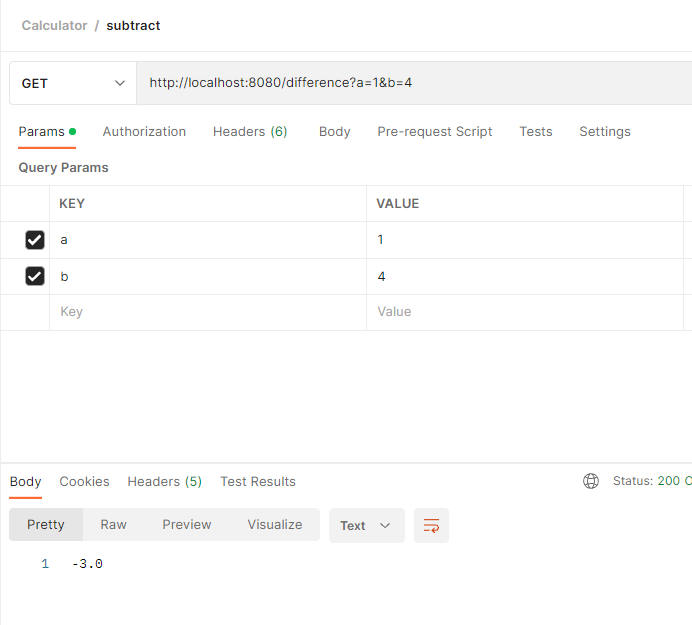 Calculator / subtract
GET http://localhost:8080/difference?a=1&b=4
Params Authorization Headers (6) Body Pre-request Script Tests Settings
Query Params
KEY VALUE
a 1
b 4
Key Value
Body Cookies Headers (5) Test Results Status: 200 O
Pretty Raw Preview Visualize Text
1 -3.0